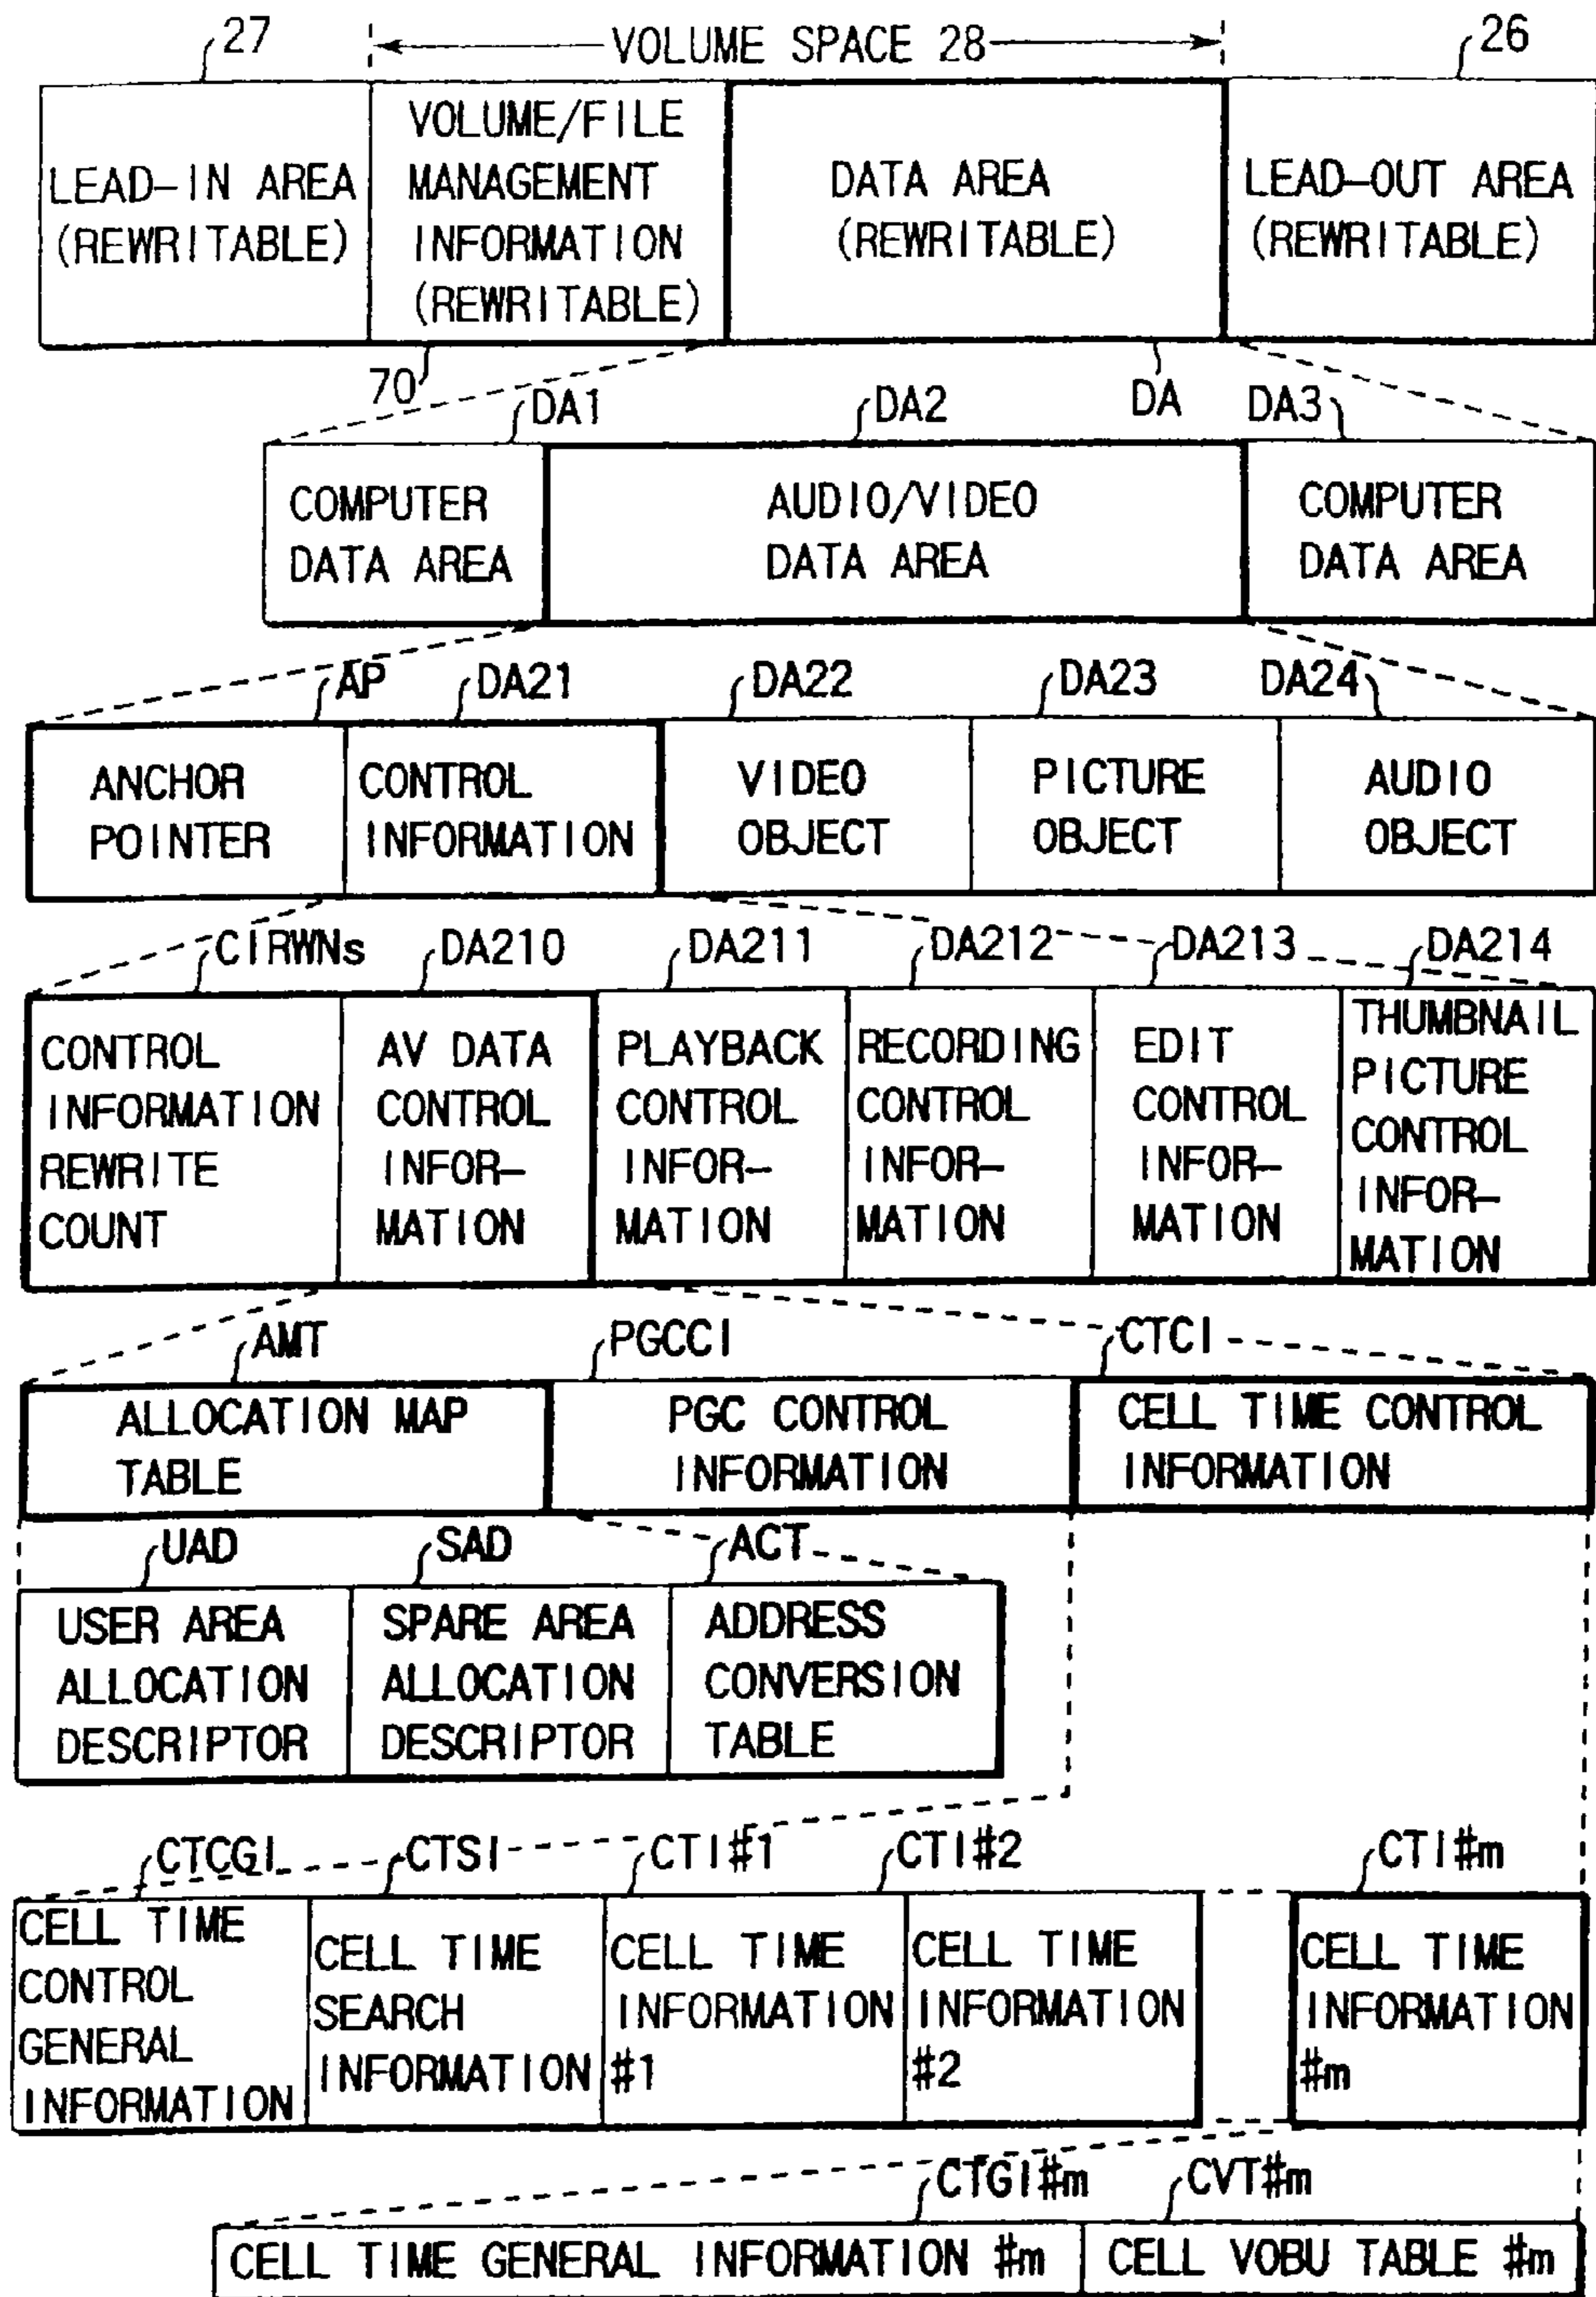 27
VOLUME SPACE 28
26
LEAD-IN AREA
(REWRITABLE)
VOLUME/FILE
MANAGEMENT
INFORMATION
(REWRITABLE)
DATA AREA
(REWRITABLE)
LEAD-OUT AREA
(REWRITABLE)
70
DA
DA1
DA2
DA3
COMPUTER
DATA AREA
AUDIO/VIDEO
DATA AREA
COMPUTER
DATA AREA
AP
DA21
DA22
DA23
DA24
ANCHOR
POINTER
CONTROL
INFORMATION
VIDEO
OBJECT
PICTURE
OBJECT
AUDIO
OBJECT
CIRWNs
DA210
DA211
DA212
DA213
DA214
CONTROL
INFORMATION
REWRITE
COUNT
AV DATA
CONTROL
INFOR-
MATION
PLAYBACK
CONTROL
INFOR-
MATION
RECORDING
CONTROL
INFOR-
MATION
EDIT
CONTROL
INFOR-
MATION
THUMBNAIL
PICTURE
CONTROL
INFOR-
MATION
AMT
PGCCI
CTCI
ALLOCATION MAP
TABLE
PGC CONTROL
INFORMATION
CELL TIME CONTROL
INFORMATION
UAD
SAD
ACT
USER AREA
ALLOCATION
DESCRIPTOR
SPARE AREA
ALLOCATION
DESCRIPTOR
ADDRESS
CONVERSION
TABLE
CTCGI
CTSI
CTI#1
CTI#2
CTI#m
CELL TIME
CONTROL
GENERAL
INFORMATION
CELL TIME
SEARCH
INFORMATION
CELL TIME
INFORMATION
#1
CELL TIME
INFORMATION
#2
CELL TIME
INFORMATION
#m
CTGI#m
CVT#m
CELL TIME GENERAL INFORMATION #m
CELL VOBU TABLE #m